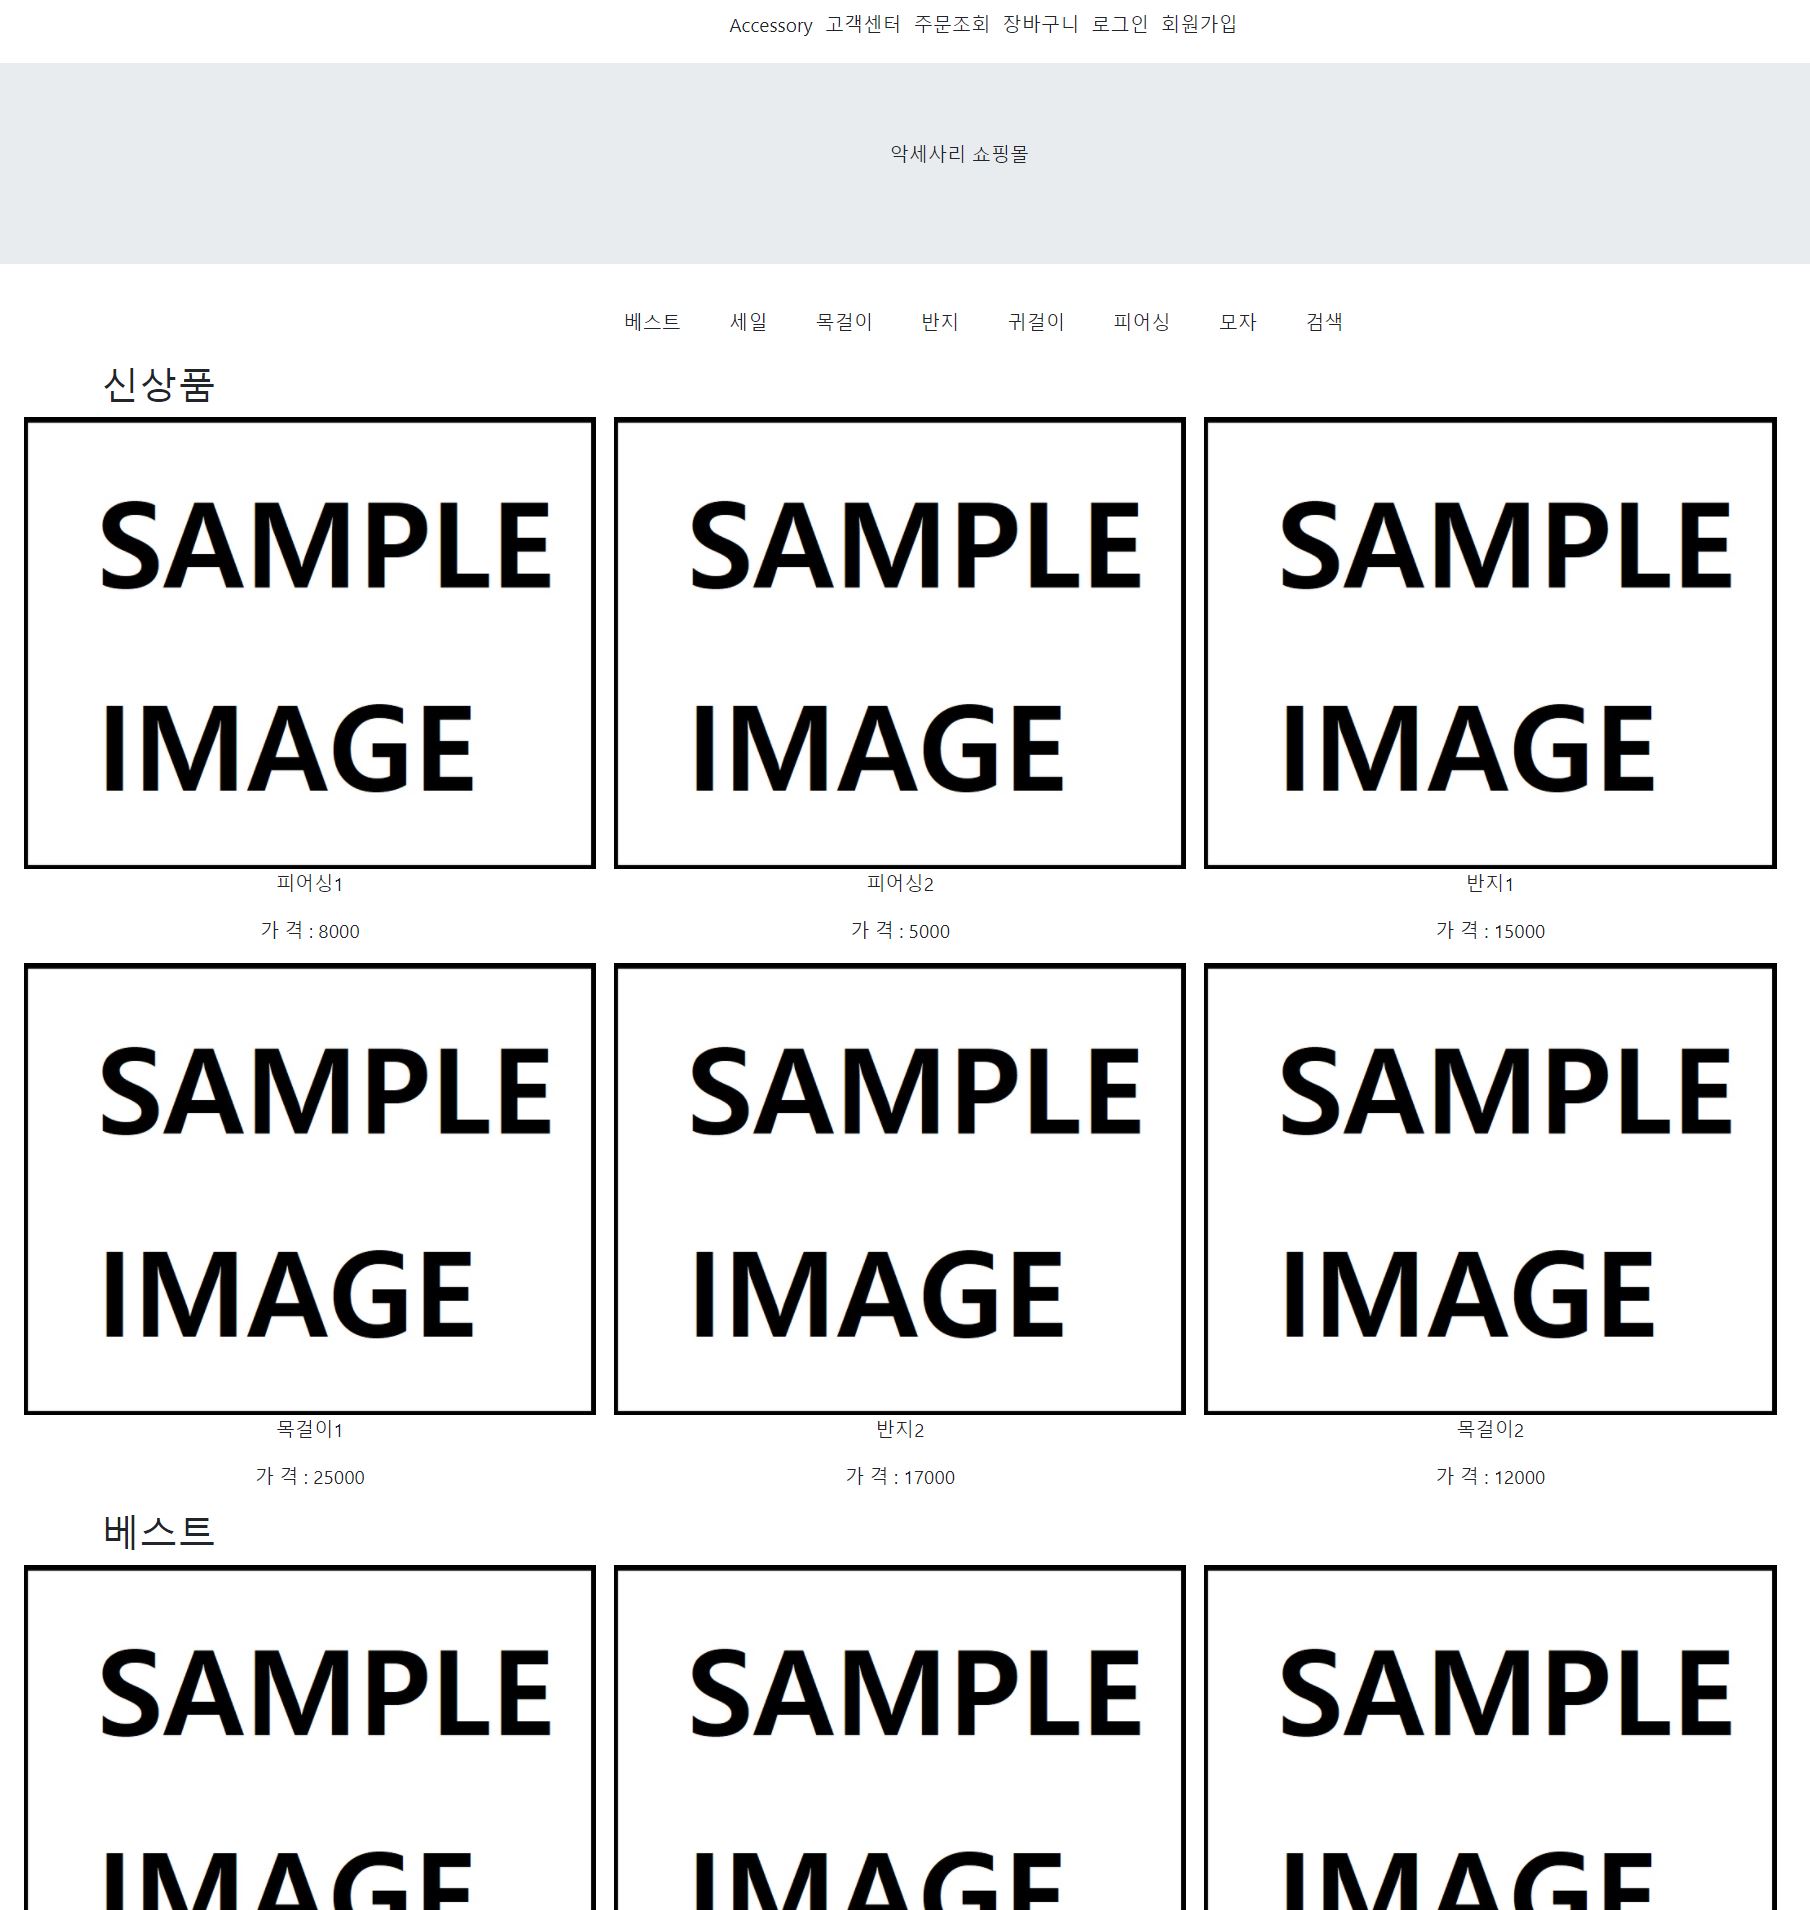 Accessory 고객센터 주문조회 장바구니 로그인 회원가입
악세사리 쇼핑몰
베스트 세일 목걸이 반지 귀걸이 피어싱 모자 검색
신상품
SAMPLE SAMPLE SAMPLE
IMAGE IMAGE IMAGE
피어싱1 피어싱2 반지1
가 격 : 8000 가 격 : 5000 가 격 : 15000
SAMPLE SAMPLE SAMPLE
IMAGE IMAGE IMAGE
목걸이1 반지2 목걸이2
가 격 : 25000 가 격 : 17000 가 격 : 12000
베스트
SAMPLE SAMPLE SAMPLE
IMAGE IMAGE IMAGE